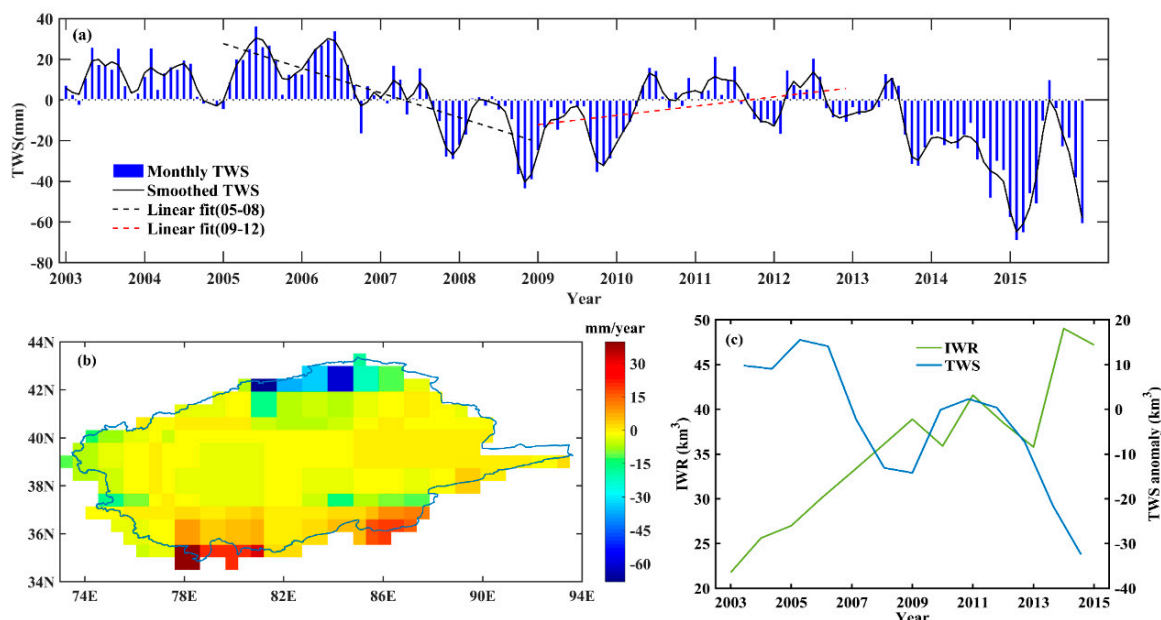 40
20
0
-20
-40
-60
-80
TWS(mm)
(a)
Monthly TWS
Smoothed TWS
Linear fit(05-08)
Linear fit(09-12)
2003 2004 2005 2006 2007 2008 2009 2010 2011 2012 2013 2014 2015
Year
44N
42N
40N
38N
36N
34N
(b)
74E 78E 82E 86E 90E 94E
mm/year
30
15
0
-15
-30
-45
-60
50
45
40
35
30
25
20
IWR (km³)
(c)
IWR
TWS
20
10
0
-10
-20
-30
-40
TWS anomaly (km³)
2003 2005 2007 2009 2011 2013 2015
Year